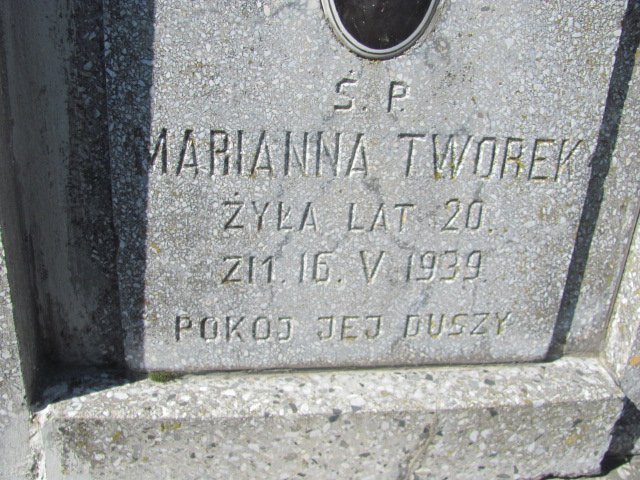 Ś. P.
MARIANNA TWOREK
ŻYŁA LAT 20.
ZM. 16. V. 1939.
POKOJ JEJ DUSZY